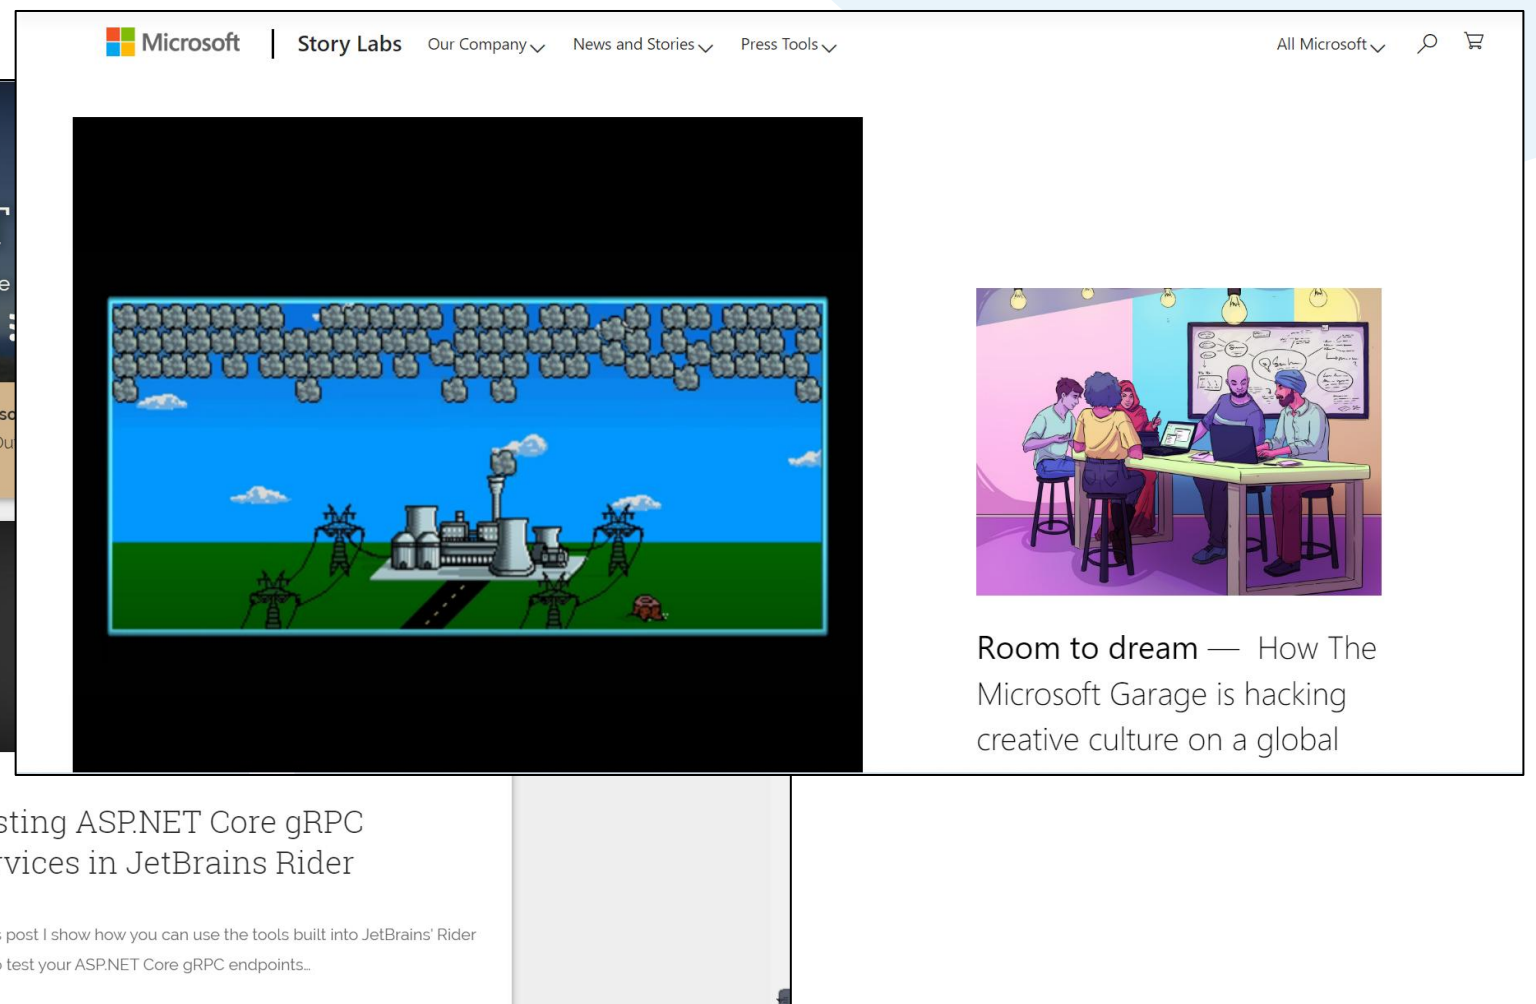 Microsoft
Story Labs
Our Company
News and Stories
Press Tools
All Microsoft
Room to dream — How The
Microsoft Garage is hacking
creative culture on a global
sting ASP.NET Core gRPC
vices in JetBrains Rider
post I show how you can use the tools built into JetBrains' Rider
test your ASP.NET Core gRPC endpoints...